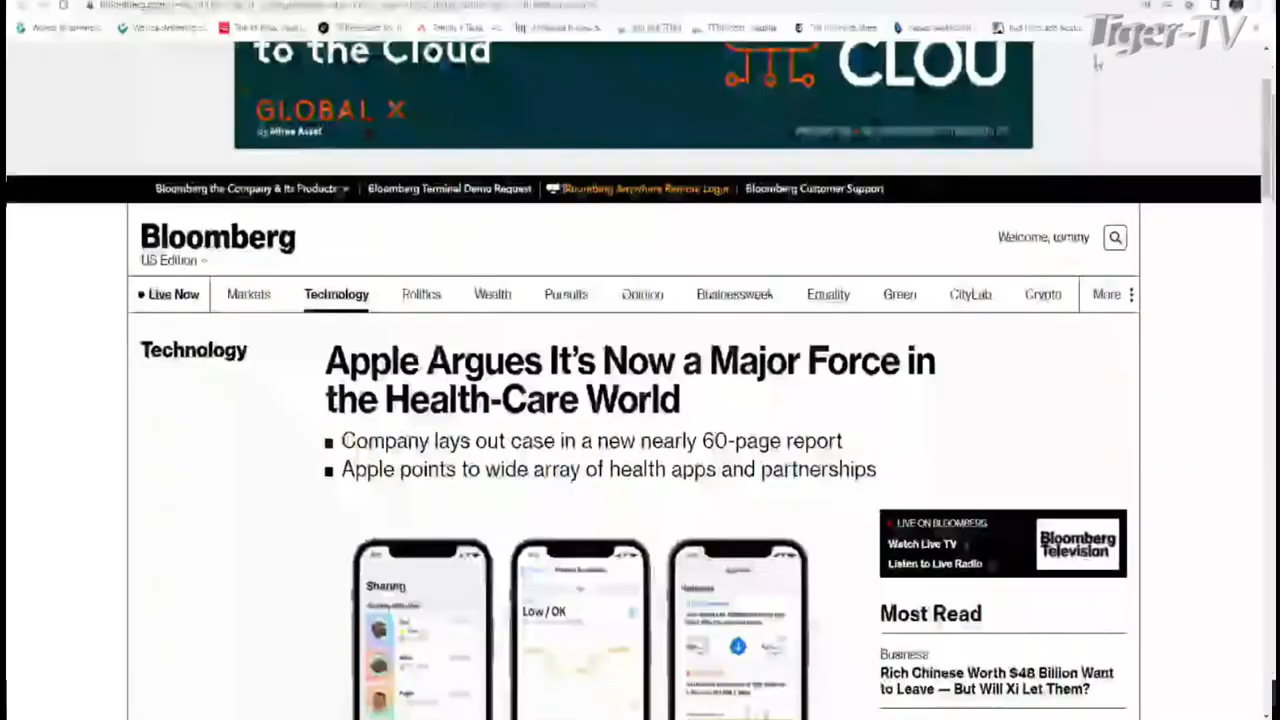 Tiger-TV
to the Cloud
CLOU
GLOBAL X
by Mirae Asset
Bloomberg the Company & Its Products
Bloomberg Terminal Demo Request
Bloomberg Anywhere Remote Login
Bloomberg Customer Support
Bloomberg
US Edition
Welcome, tommy
Live Now
Markets
Technology
Politics
Wealth
Pursuits
Opinion
Businessweek
Equality
Green
CityLab
Crypto
More
Technology
Apple Argues It's Now a Major Force in
the Health-Care World
Company lays out case in a new nearly 60-page report
Apple points to wide array of health apps and partnerships
Sharing
Low / OK
LIVE ON BLOOMBERG
Watch Live TV
Listen to Live Radio
Bloomberg
Television
Most Read
Business
Rich Chinese Worth $48 Billion Want
to Leave — But Will Xi Let Them?